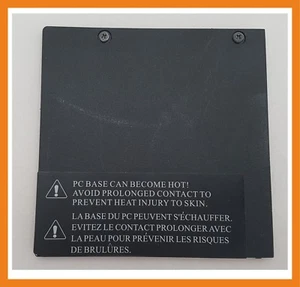 PC BASE CAN BECOME HOT!
AVOID PROLONGED CONTACT TO
PREVENT HEAT INJURY TO SKIN.
LA BASE DU PC PEUVENT S'ÉCHAUFFER.
EVITEZ LE CONTACT PROLONGER AVEC
LA PEAU POUR PRÉVENIR LES RISQUES
DE BRULÛRES.